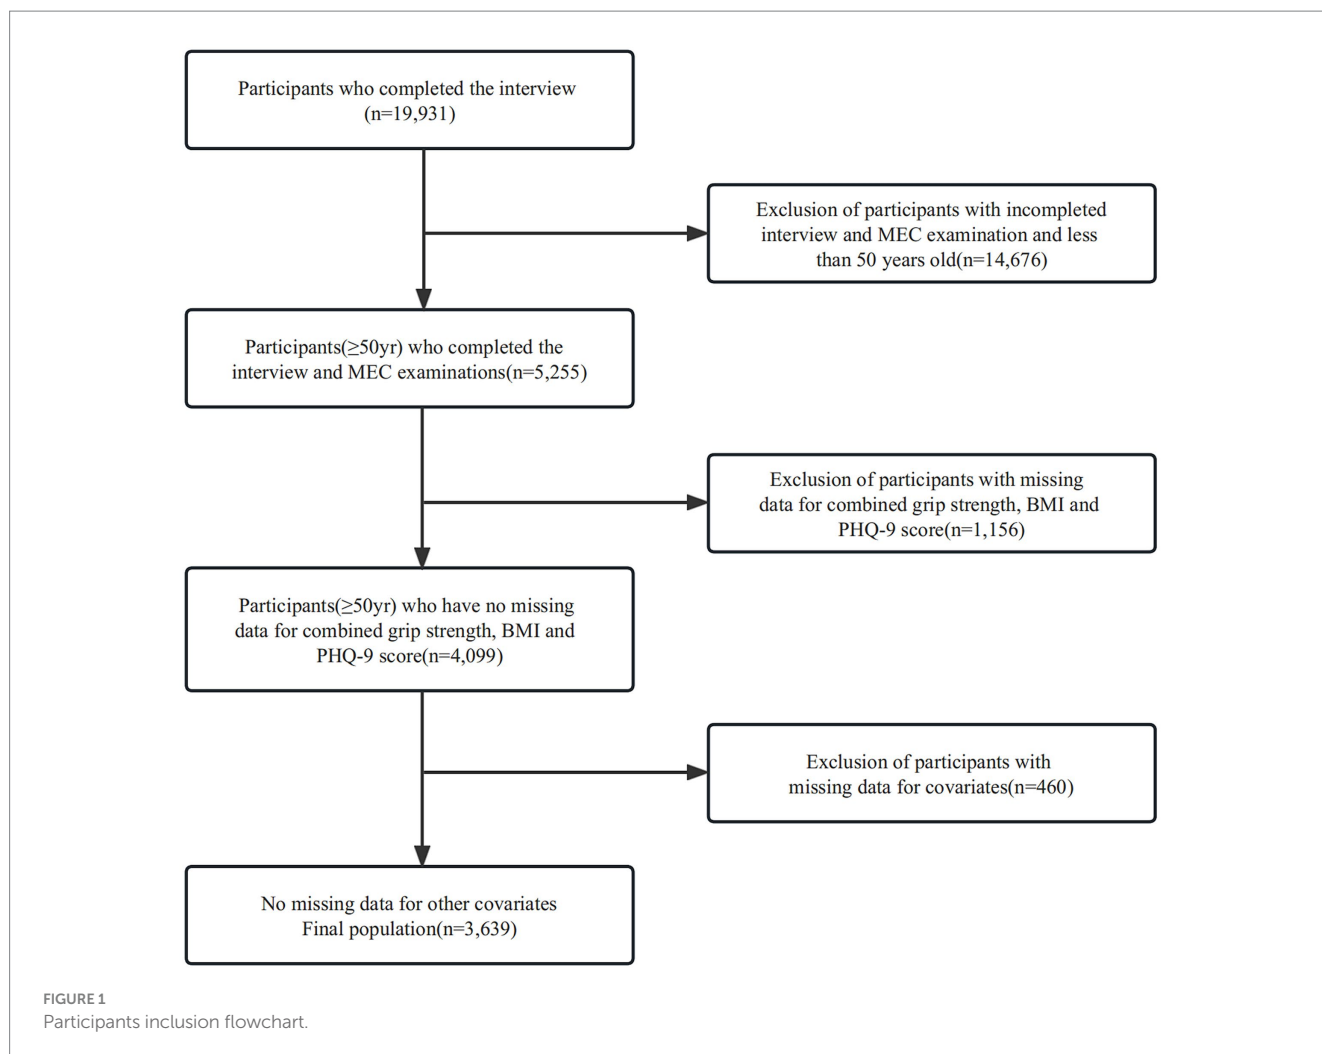 Participants who completed the interview
(n=19,931)
Exclusion of participants with incompleted
interview and MEC examination and less
than 50 years old(n=14,676)
Participants(≥50yr) who completed the
interview and MEC examinations(n=5,255)
Exclusion of participants with missing
data for combined grip strength, BMI and
PHQ-9 score(n=1,156)
Participants(≥50yr) who have no missing
data for combined grip strength, BMI and
PHQ-9 score(n=4,099)
Exclusion of participants with
missing data for covariates(n=460)
No missing data for other covariates
Final population(n=3,639)
FIGURE 1
Participants inclusion flowchart.